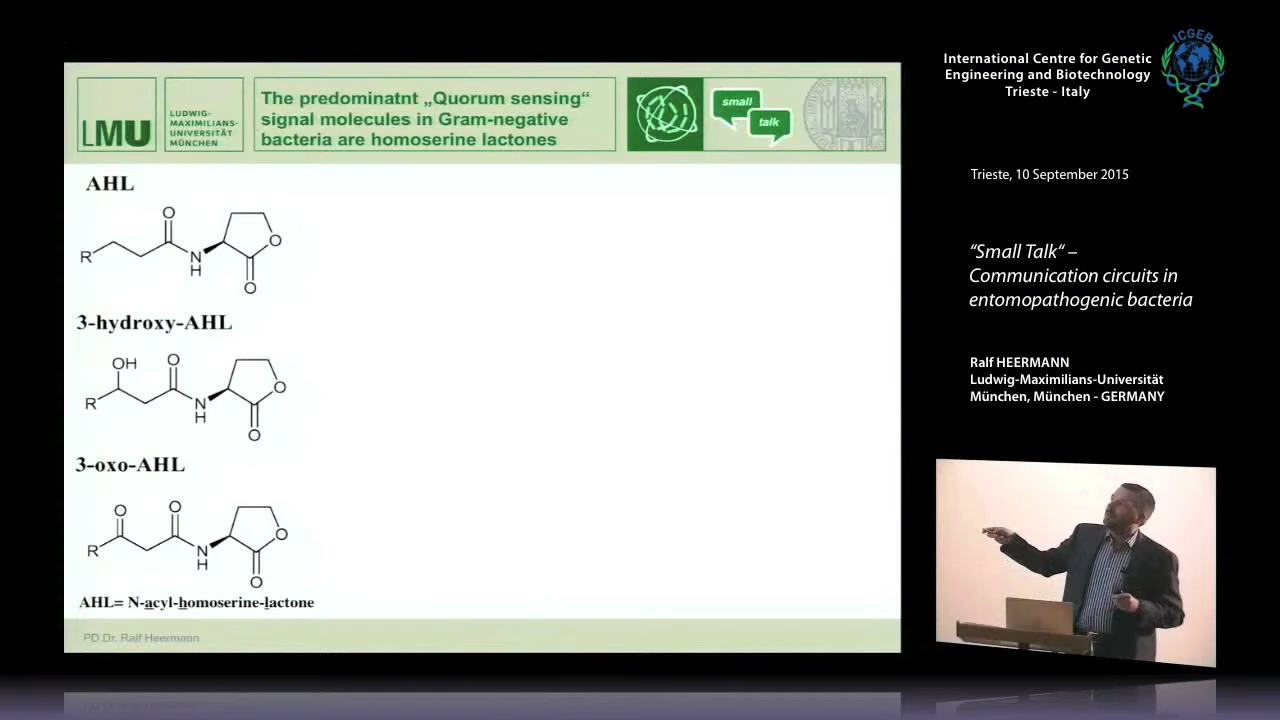 LMU
LUDWIG-
MAXIMILIANS-
UNIVERSITÄT
MÜNCHEN
The predominatnt „Quorum sensing“
signal molecules in Gram-negative
bacteria are homoserine lactones
small
talk
AHL
O
R
N
H
O
O
3-hydroxy-AHL
OH
O
R
N
H
O
O
3-oxo-AHL
O
O
R
N
H
O
O
AHL= N-acyl-homoserine-lactone
PD Dr. Ralf Heermann
International Centre for Genetic
Engineering and Biotechnology
Trieste - Italy
ICGEB
Trieste, 10 September 2015
“Small Talk“ –
Communication circuits in
entomopathogenic bacteria
Ralf HEERMANN
Ludwig-Maximilians-Universität
München, München - GERMANY